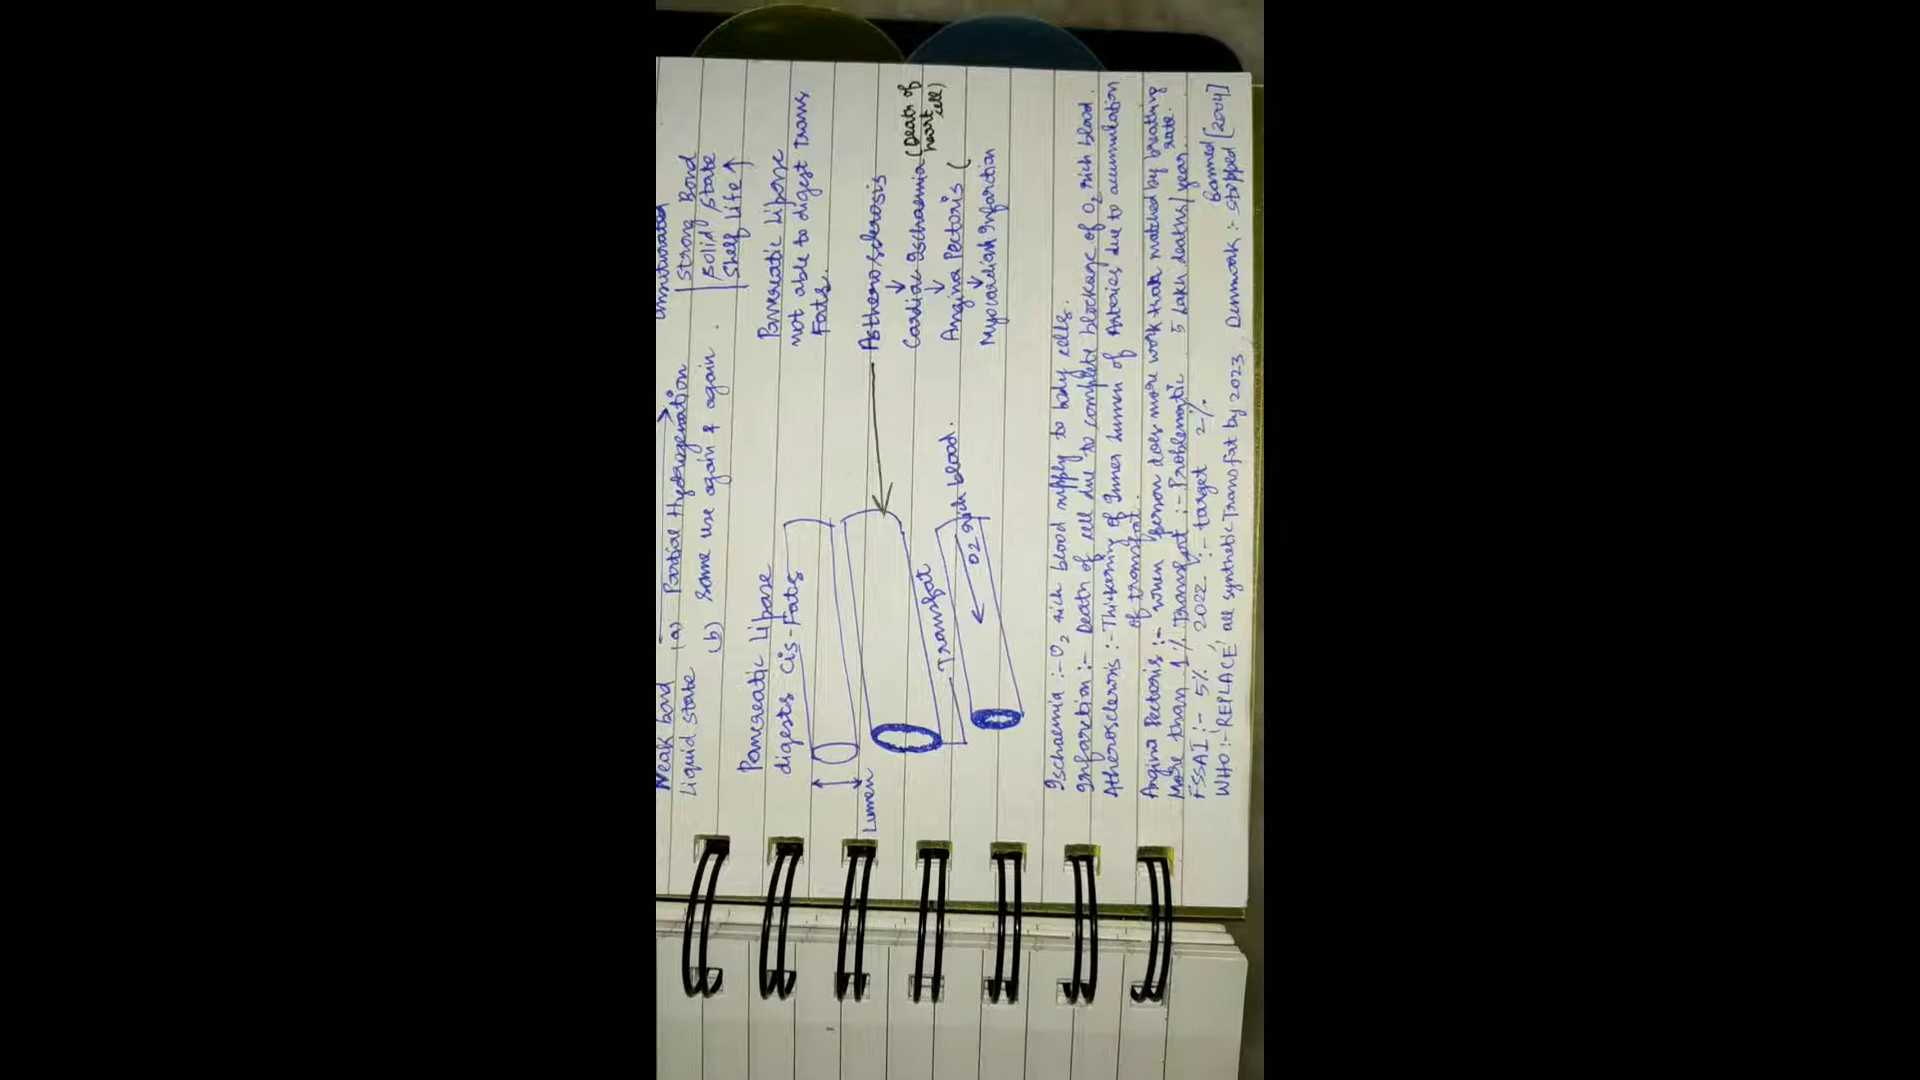 Weak bond
Liquid state
(a) Partial Hydrogenation
(b) Same use again & again.
unsaturated
Strong Bond
Solid State
Shelf Life ↑
Pancreatic Lipase
digests Cis-Fats
Pancreatic Lipase
not able to digest Trans
Fats.
Lumen
Transfat
O2 rich blood.
Astherosclerosis
↓
Cardiac Ischaemia (Death of
heart cell)
↓
Angina Pectoris (
↓
Myocardial Infarction
Ischaemia :- O2 rich blood supply to body cells.
Infarction :- Death of cell due to complete blockage of O2 rich blood.
Atherosclerosis :- Thickening of Inner Lumen of Arteries due to accumulation
of transfat.
Angina Pectoris :- when person does more work than matched by breathing
rate.
More than 1% Transfat :- Problematic 5 lakh deaths/year.
FSSAI :- 5% 2022 :- target 2%
WHO :- 'REPLACE' all synthetic Transfat by 2023, Denmark :- stopped [2004]
banned